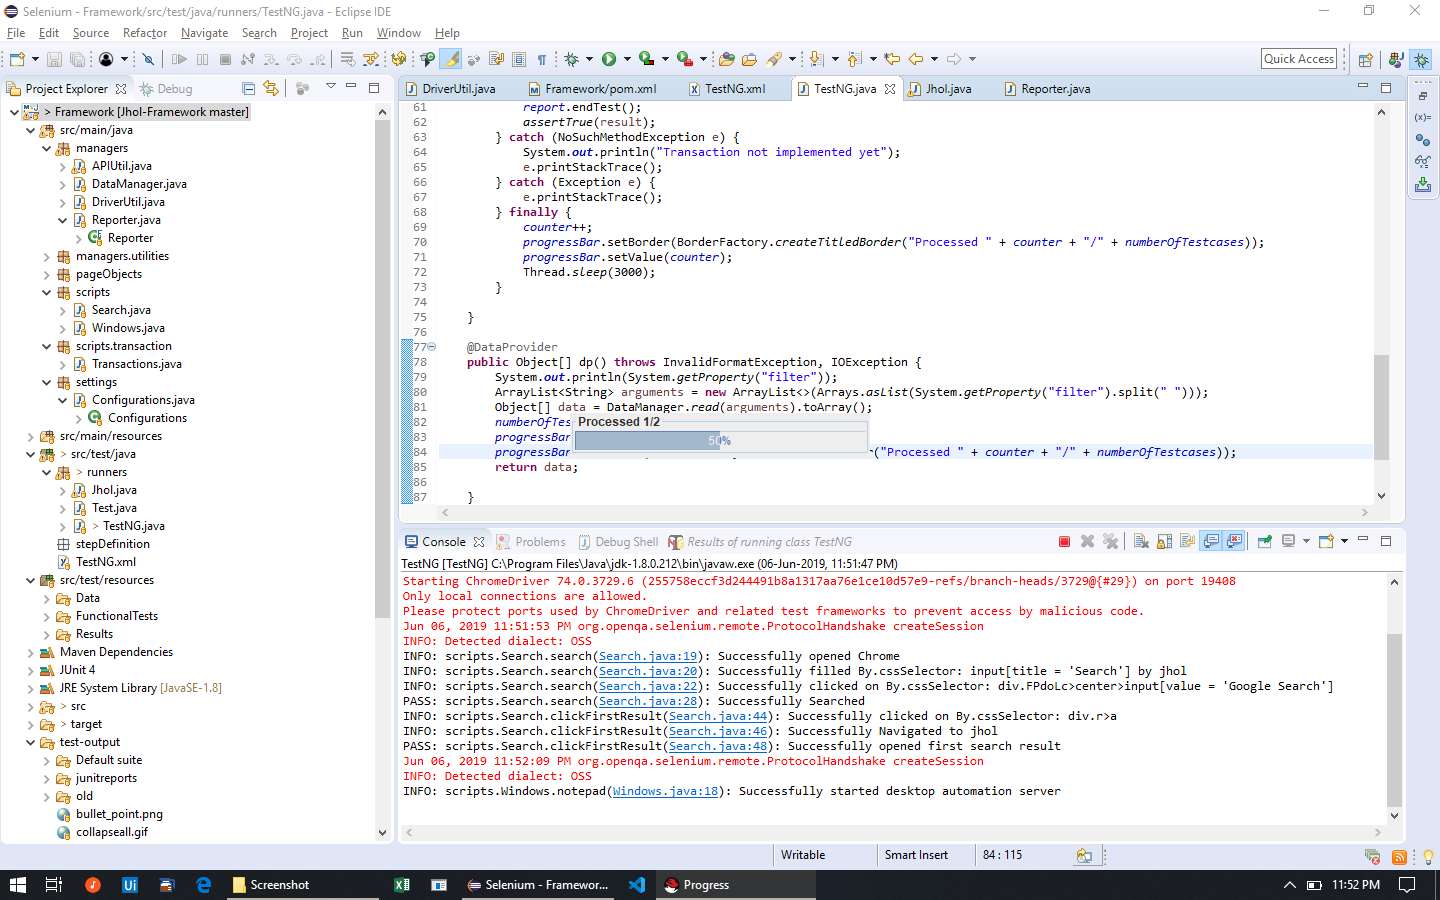 Selenium - Framework/src/test/java/runners/TestNG.java - Eclipse IDE
File Edit Source Refactor Navigate Search Project Run Window Help
Quick Access
Project Explorer
Debug
> Framework [Jhol-Framework master]
src/main/java
managers
APIUtil.java
DataManager.java
DriverUtil.java
Reporter.java
Reporter
managers.utilities
pageObjects
scripts
Search.java
Windows.java
scripts.transaction
Transactions.java
settings
Configurations.java
Configurations
src/main/resources
> src/test/java
> runners
Jhol.java
Test.java
> TestNG.java
stepDefinition
TestNG.xml
src/test/resources
Data
FunctionalTests
Results
Maven Dependencies
JUnit 4
JRE System Library [JavaSE-1.8]
> src
> target
test-output
Default suite
junitreports
old
bullet_point.png
collapseall.gif
DriverUtil.java Framework/pom.xml TestNG.xml TestNG.java Jhol.java Reporter.java
61 report.endTest();
62 assertTrue(result);
63 } catch (NoSuchMethodException e) {
64 System.out.println("Transaction not implemented yet");
65 e.printStackTrace();
66 } catch (Exception e) {
67 e.printStackTrace();
68 } finally {
69 counter++;
70 progressBar.setBorder(BorderFactory.createTitledBorder("Processed " + counter + "/" + numberOfTestcases));
71 progressBar.setValue(counter);
72 Thread.sleep(3000);
73 }
74
75 }
76
77 @DataProvider
78 public Object[] dp() throws InvalidFormatException, IOException {
79 System.out.println(System.getProperty("filter"));
80 ArrayList<String> arguments = new ArrayList<>(Arrays.asList(System.getProperty("filter").split(" ")));
81 Object[] data = DataManager.read(arguments).toArray();
82 numberOfTes
83 progressBar
84 progressBar r("Processed " + counter + "/" + numberOfTestcases));
85 return data;
86
87 }
Processed 1/2
50%
Console Problems Debug Shell Results of running class TestNG
TestNG [TestNG] C:\Program Files\Java\jdk-1.8.0.212\bin\javaw.exe (06-Jun-2019, 11:51:47 PM)
Starting ChromeDriver 74.0.3729.6 (255758eccf3d244491b8a1317aa76e1ce10d57e9-refs/branch-heads/3729@{#29}) on port 19408
Only local connections are allowed.
Please protect ports used by ChromeDriver and related test frameworks to prevent access by malicious code.
Jun 06, 2019 11:51:53 PM org.openqa.selenium.remote.ProtocolHandshake createSession
INFO: Detected dialect: OSS
INFO: scripts.Search.search(Search.java:19): Successfully opened Chrome
INFO: scripts.Search.search(Search.java:20): Successfully filled By.cssSelector: input[title = 'Search'] by jhol
INFO: scripts.Search.search(Search.java:22): Successfully clicked on By.cssSelector: div.FPdoLc>center>input[value = 'Google Search']
PASS: scripts.Search.search(Search.java:28): Successfully Searched
INFO: scripts.Search.clickFirstResult(Search.java:44): Successfully clicked on By.cssSelector: div.r>a
INFO: scripts.Search.clickFirstResult(Search.java:46): Successfully Navigated to jhol
PASS: scripts.Search.clickFirstResult(Search.java:48): Successfully opened first search result
Jun 06, 2019 11:52:09 PM org.openqa.selenium.remote.ProtocolHandshake createSession
INFO: Detected dialect: OSS
INFO: scripts.Windows.notepad(Windows.java:18): Successfully started desktop automation server
Writable Smart Insert 84 : 115
Ui Screenshot Selenium - Framewor... Progress 11:52 PM